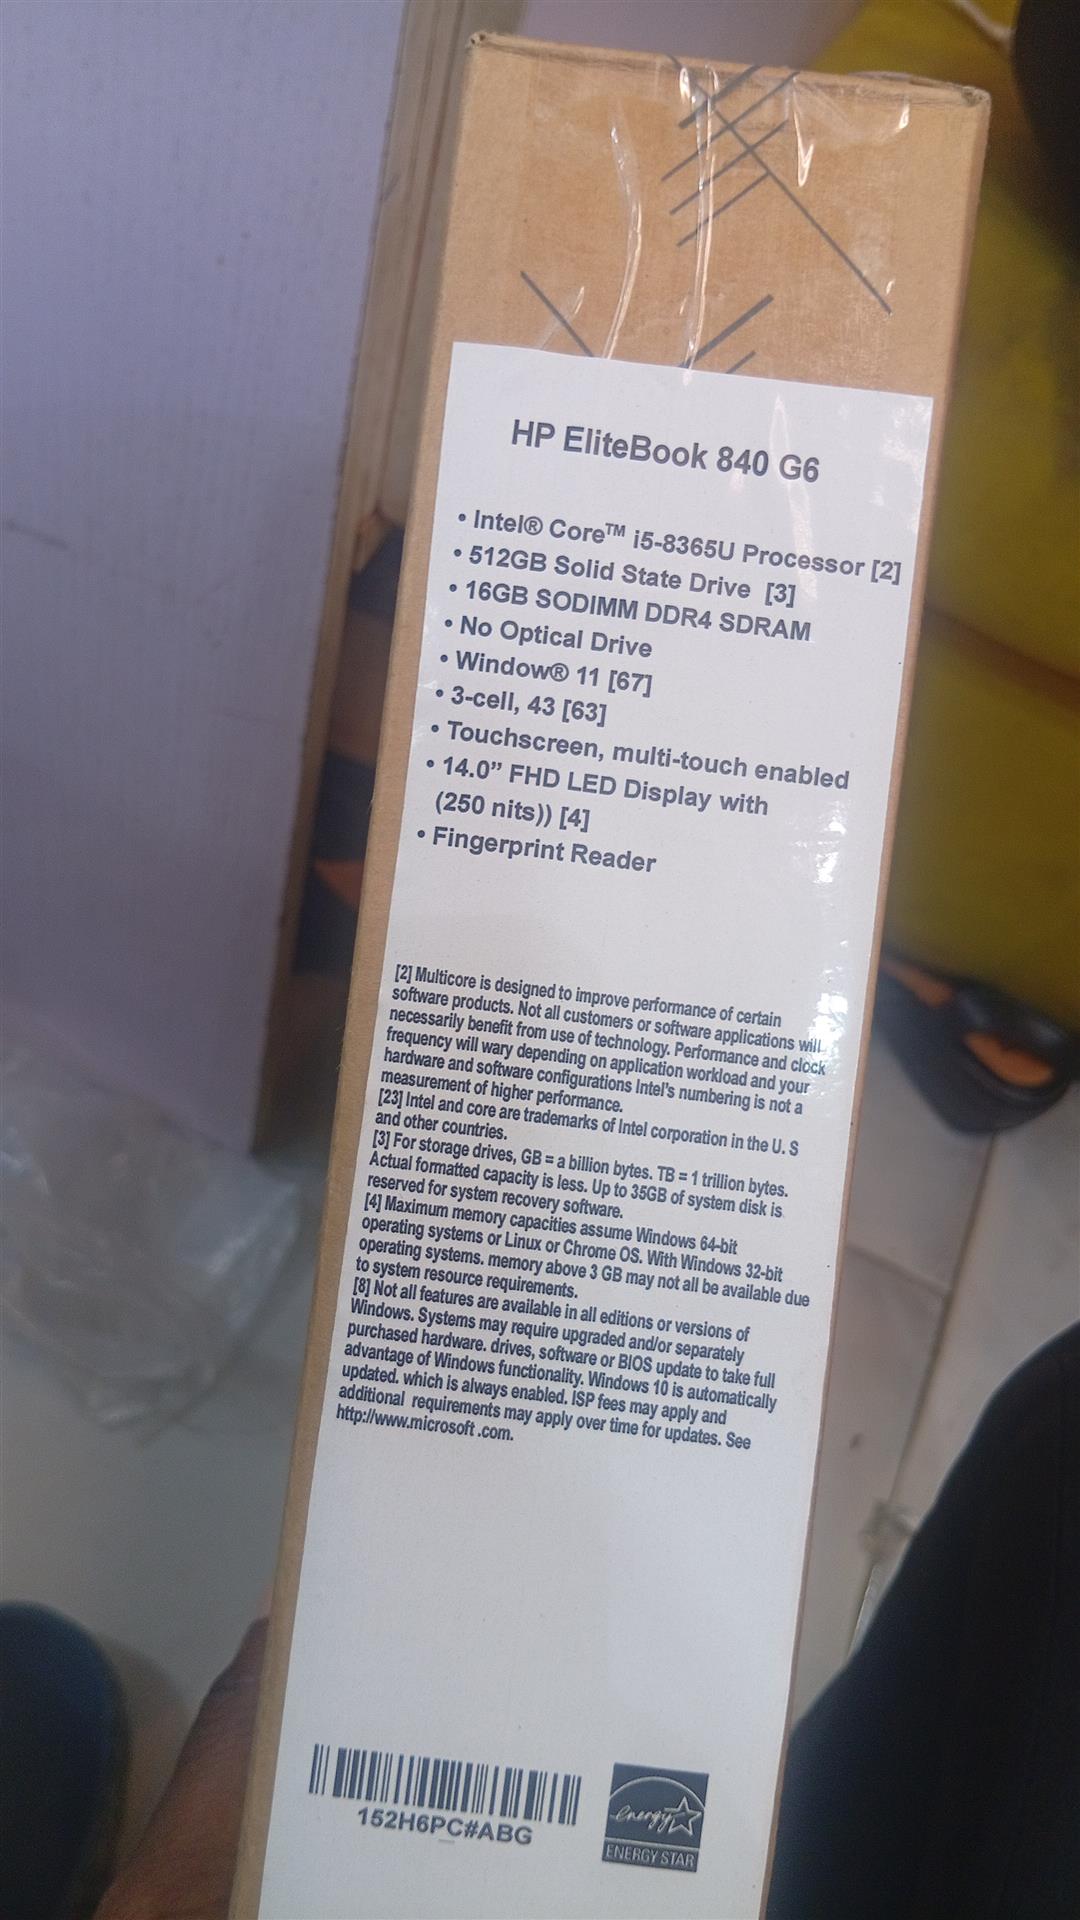 HP EliteBook 840 G6
• Intel® Core™ i5-8365U Processor [2]
• 512GB Solid State Drive [3]
• 16GB SODIMM DDR4 SDRAM
• No Optical Drive
• Window® 11 [67]
• 3-cell, 43 [63]
• Touchscreen, multi-touch enabled
• 14.0” FHD LED Display with
(250 nits)) [4]
• Fingerprint Reader
[2] Multicore is designed to improve performance of certain
software products. Not all customers or software applications will
necessarily benefit from use of technology. Performance and clock
frequency will wary depending on application workload and your
hardware and software configurations Intel's numbering is not a
measurement of higher performance.
[23] Intel and core are trademarks of Intel corporation in the U. S
and other countries.
[3] For storage drives, GB = a billion bytes. TB = 1 trillion bytes.
Actual formatted capacity is less. Up to 35GB of system disk is
reserved for system recovery software.
[4] Maximum memory capacities assume Windows 64-bit
operating systems or Linux or Chrome OS. With Windows 32-bit
operating systems. memory above 3 GB may not all be available due
to system resource requirements.
[8] Not all features are available in all editions or versions of
Windows. Systems may require upgraded and/or separately
purchased hardware. drives, software or BIOS update to take full
advantage of Windows functionality. Windows 10 is automatically
updated. which is always enabled. ISP fees may apply and
additional requirements may apply over time for updates. See
http://www.microsoft.com.
152H6PC#ABG
energy
ENERGY STAR